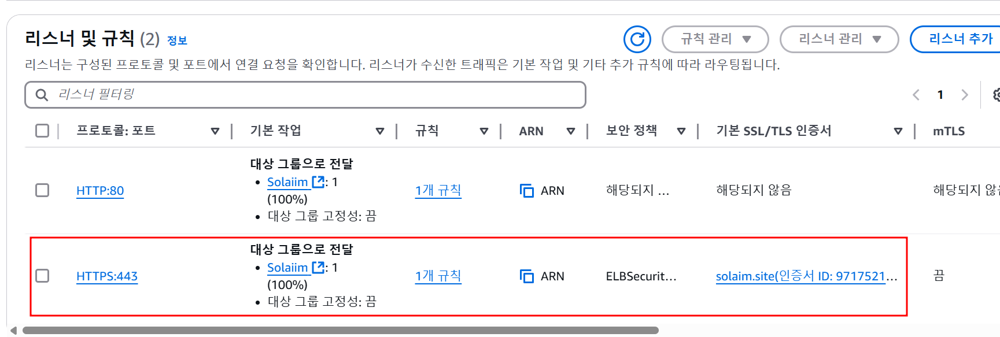 리스너 및 규칙 (2) 정보
규칙 관리 리스너 관리 리스너 추가
리스너는 구성된 프로토콜 및 포트에서 연결 요청을 확인합니다. 리스너가 수신한 트래픽은 기본 작업 및 기타 추가 규칙에 따라 라우팅됩니다.
리스너 필터링
1
프로토콜: 포트 기본 작업 규칙 ARN 보안 정책 기본 SSL/TLS 인증서 mTLS
대상 그룹으로 전달
• Solaiim : 1
HTTP:80 1개 규칙 ARN 해당되지 ... 해당되지 않음 해당되지 않음
(100%)
• 대상 그룹 고정성: 끔
대상 그룹으로 전달
• Solaiim : 1
HTTPS:443 1개 규칙 ARN ELBSecurit... solaim.site(인증서 ID: 9717521... 끔
(100%)
• 대상 그룹 고정성: 끔